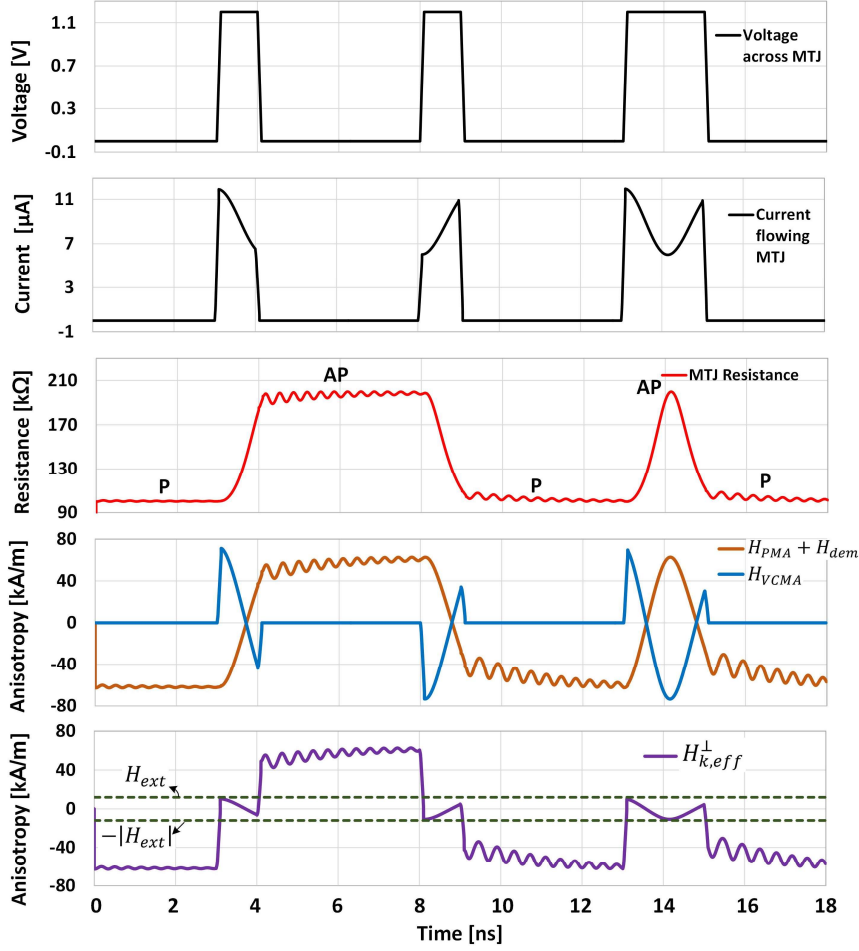 Voltage [V]
1.1
0.7
0.3
-0.1
Voltage
across MTJ
Current [µA]
11
7
3
-1
Current
flowing
MTJ
Resistance [kΩ]
210
170
130
90
P
AP
P
AP
P
MTJ Resistance
Anisotropy [kA/m]
80
40
0
-40
-80
H_PMA + H_dem
H_VCMA
Anisotropy [kA/m]
80
40
0
-40
-80
H_ext
−|H_ext|
H^⊥_k,eff
0 2 4 6 8 10 12 14 16 18
Time [ns]